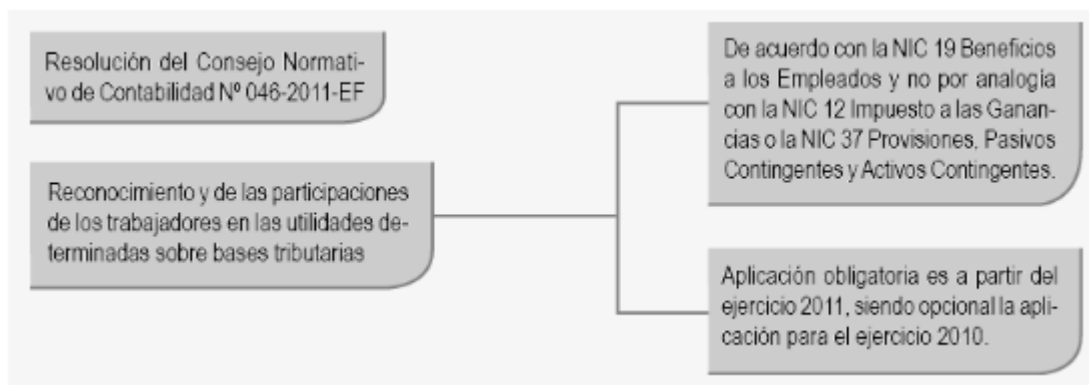 Resolución del Consejo Normati-
vo de Contabilidad Nº 046-2011-EF
Reconocimiento y de las participaciones
de los trabajadores en las utilidades de-
terminadas sobre bases tributarias
De acuerdo con la NIC 19 Beneficios
a los Empleados y no por analogía
con la NIC 12 Impuesto a las Ganan-
cias o la NIC 37 Provisiones, Pasivos
Contingentes y Activos Contingentes.
Aplicación obligatoria es a partir del
ejercicio 2011, siendo opcional la apli-
cación para el ejercicio 2010.